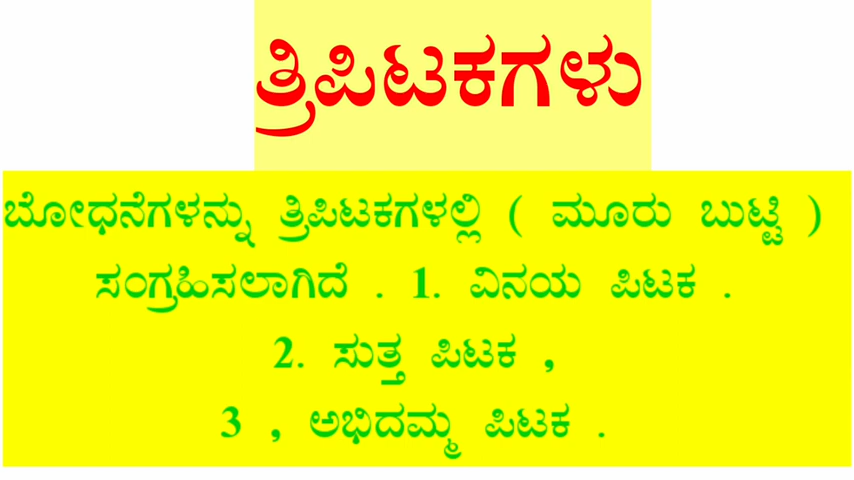 ತ್ರಿಪಿಟಕಗಳು
ಬೋಧನೆಗಳನ್ನು ತ್ರಿಪಿಟಕಗಳಲ್ಲಿ ( ಮೂರು ಬುಟ್ಟಿ )
ಸಂಗ್ರಹಿಸಲಾಗಿದೆ . 1. ವಿನಯ ಪಿಟಕ .
2. ಸುತ್ತ ಪಿಟಕ ,
3 , ಅಭಿದಮ್ಮ ಪಿಟಕ .